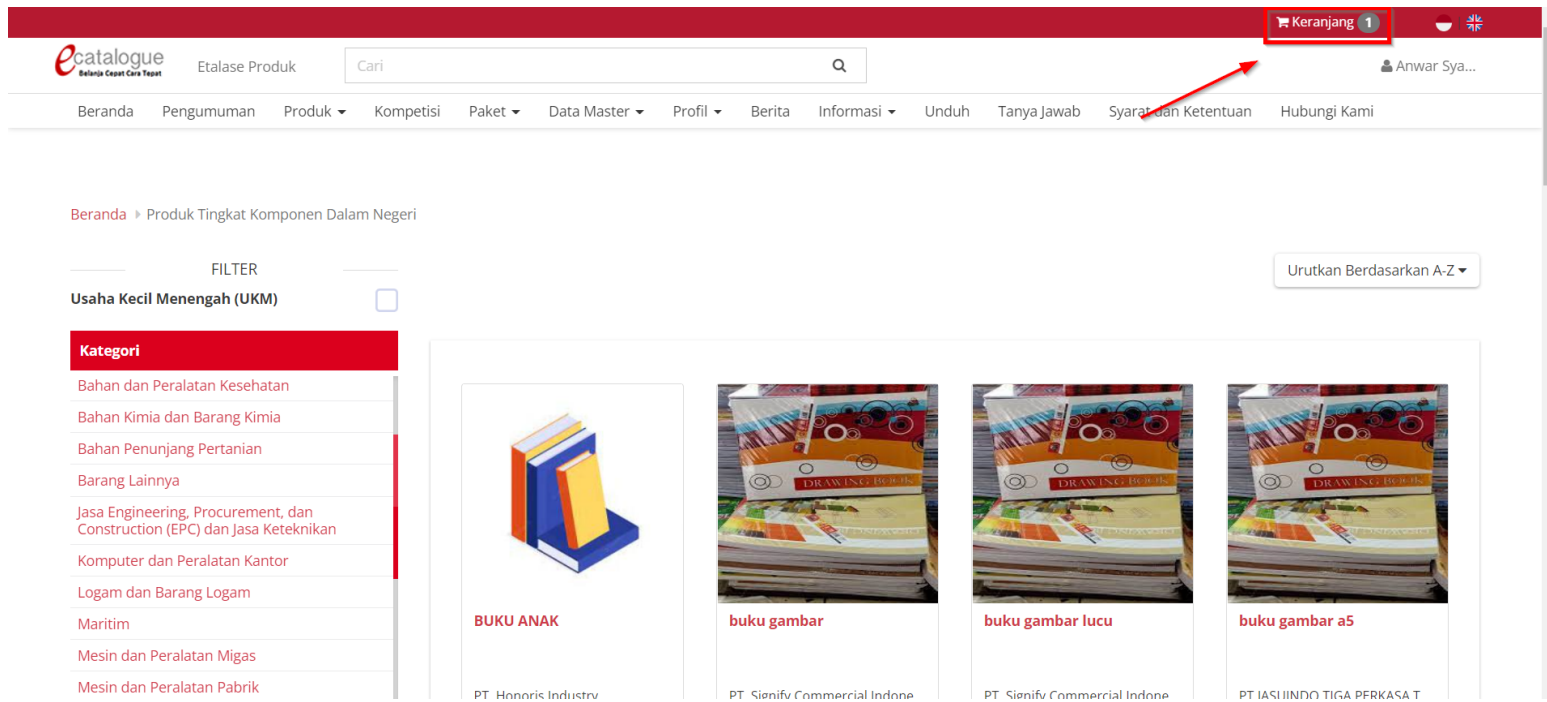 Keranjang 1
ecatalogue
Belanja Cepat Cara Tepat
Etalase Produk
Cari
Anwar Sya...
Beranda Pengumuman Produk Kompetisi Paket Data Master Profil Berita Informasi Unduh Tanya Jawab Syarat dan Ketentuan Hubungi Kami
Beranda Produk Tingkat Komponen Dalam Negeri
FILTER
Usaha Kecil Menengah (UKM)
Urutkan Berdasarkan A-Z
Kategori
Bahan dan Peralatan Kesehatan
Bahan Kimia dan Barang Kimia
Bahan Penunjang Pertanian
Barang Lainnya
Jasa Engineering, Procurement, dan
Construction (EPC) dan Jasa Keteknikan
Komputer dan Peralatan Kantor
Logam dan Barang Logam
Maritim
Mesin dan Peralatan Migas
Mesin dan Peralatan Pabrik
BUKU ANAK
PT. Honoris Industry
DRAWING BOOK
buku gambar
PT. Signify Commercial Indone
DRAWING BOOK
buku gambar lucu
PT. Signify Commercial Indone
DRAWING BOOK
buku gambar a5
PT JASUINDO TIGA PERKASA T